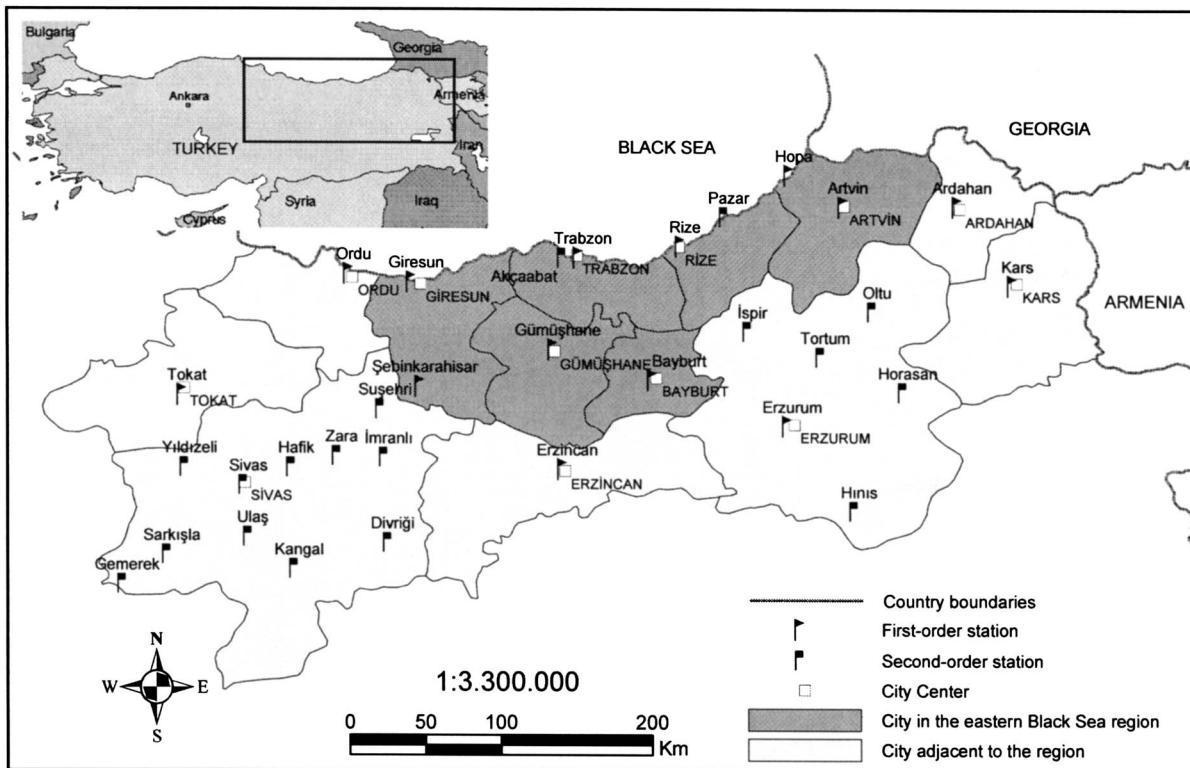 Bulgaria
Georgia
Ankara
Armenia
TURKEY
Iran
Syria
Iraq
Cyprus
BLACK SEA
GEORGIA
ARMENIA
Hopa
Artvin
ARTVİN
Ardahan
ARDAHAN
Pazar
Rize
RİZE
Trabzon
TRABZON
Akçaabat
Ordu
ORDU
Giresun
GİRESUN
Kars
KARS
Oltu
İspir
Tortum
Horasan
Gümüşhane
GÜMÜŞHANE
Bayburt
BAYBURT
Şebinkarahisar
Suşehri
Tokat
TOKAT
Erzurum
ERZURUM
Yıldızeli
Hafik
Zara
İmranlı
Erzincan
ERZİNCAN
Sivas
SİVAS
Hınıs
Ulaş
Divriği
Sarkışla
Kangal
Gemerek
N
W E
S
1:3.300.000
0 50 100 200
Km
Country boundaries
First-order station
Second-order station
City Center
City in the eastern Black Sea region
City adjacent to the region